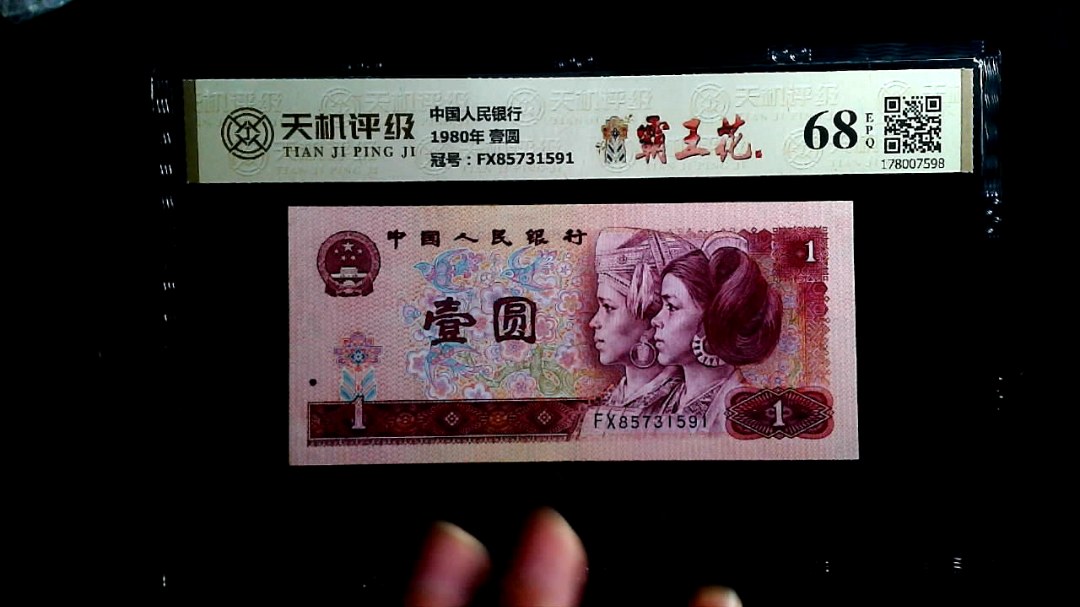 天机评级
TIAN JI PING JI
中国人民银行
1980年 壹圆
冠号：FX85731591
霸王花
68
EPQ
178007598
中国人民银行
1
壹圆
1
FX85731591
1